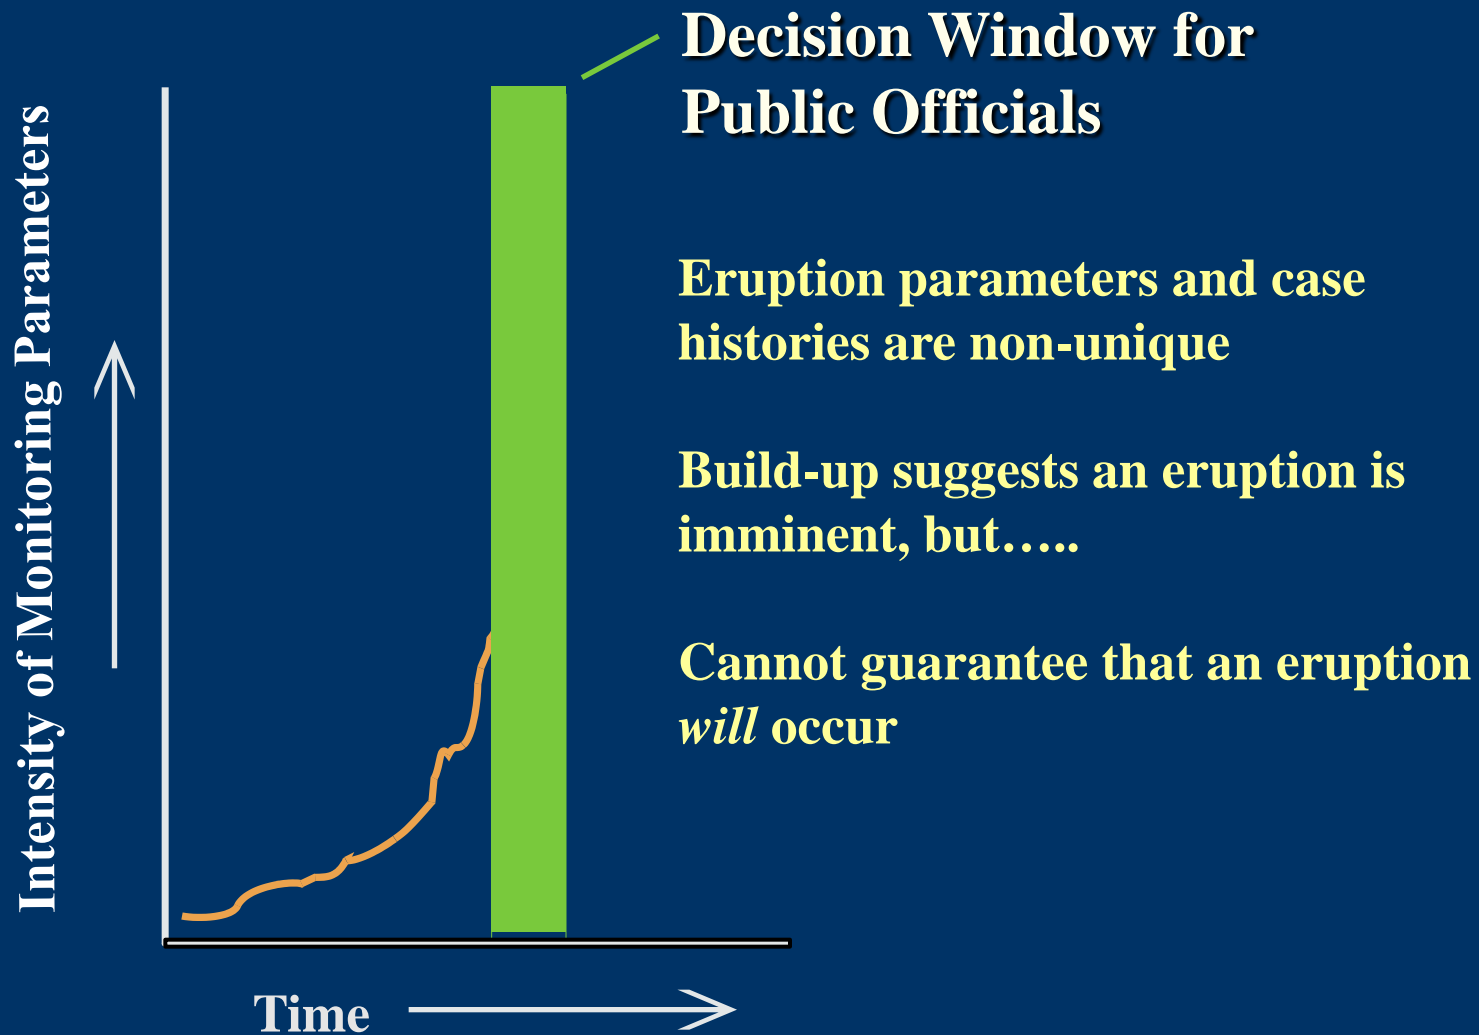 Decision Window for
Public Officials
Intensity of Monitoring Parameters
Eruption parameters and case
histories are non-unique
Build-up suggests an eruption is
imminent, but…..
Cannot guarantee that an eruption
will occur
Time